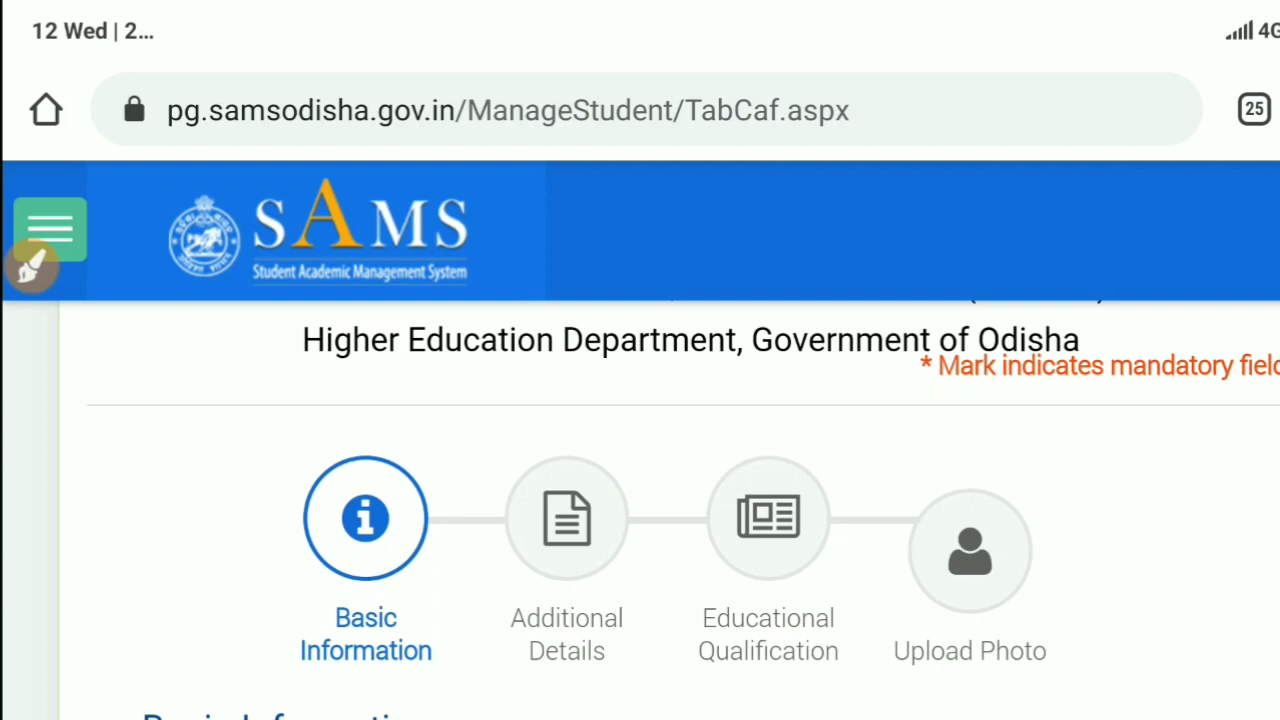 12 Wed | 2...
4G
pg.samsodisha.gov.in/ManageStudent/TabCaf.aspx
25
SAMS
Student Academic Management System
Higher Education Department, Government of Odisha
* Mark indicates mandatory field
Basic
Information
Additional
Details
Educational
Qualification
Upload Photo